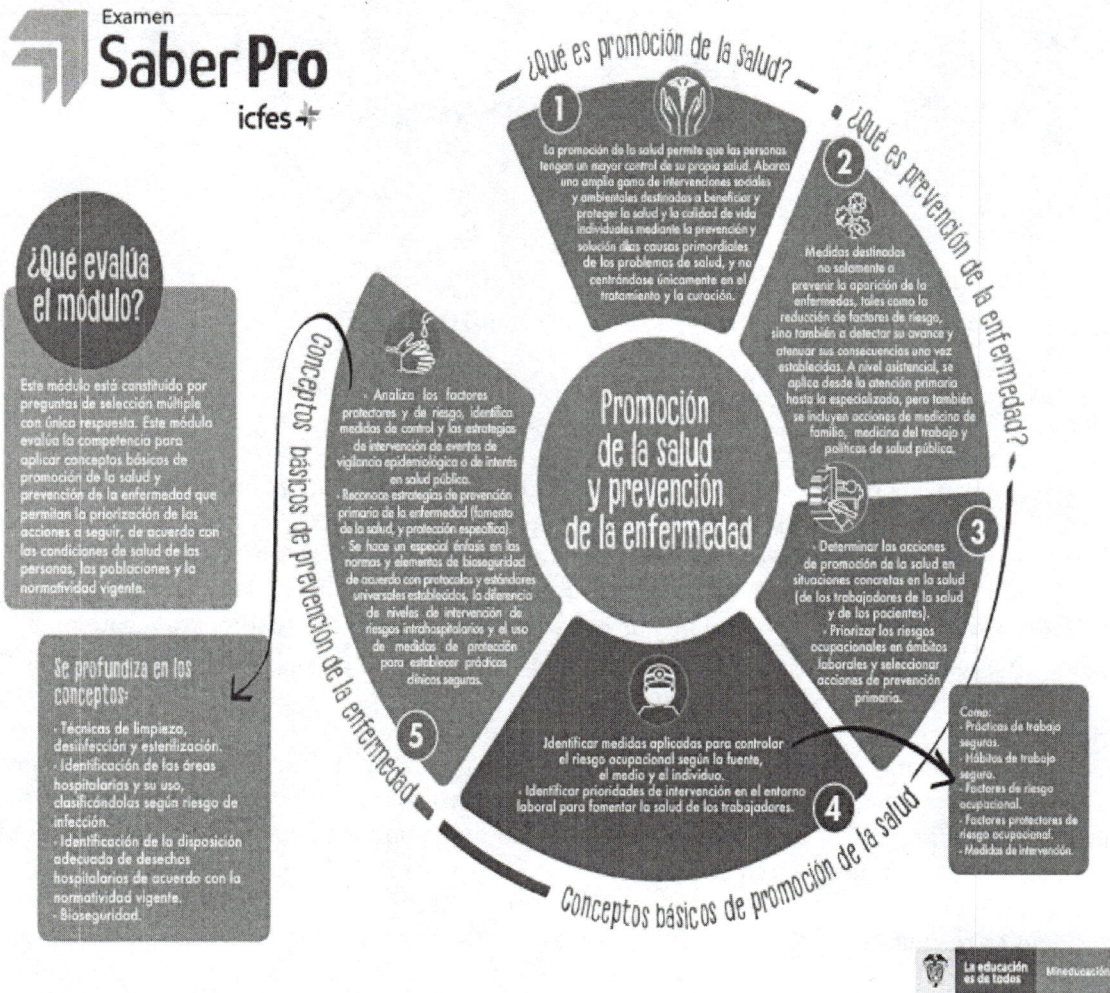 Examen
Saber Pro
icfes
¿Qué evalúa
el módulo?
Este módulo está constituido por
preguntas de selección múltiple
con única respuesta. Este módulo
evalúa la competencia para
aplicar conceptos básicos de
promoción de la salud y
prevención de la enfermedad que
permitan la priorización de las
acciones a seguir, de acuerdo con
las condiciones de salud de las
personas, las poblaciones y la
normatividad vigente.
Se profundiza en los
conceptos:
- Técnicas de limpieza,
desinfección y esterilización.
- Identificación de las áreas
hospitalarias y su uso,
clasificándolas según riesgo de
infección.
- Identificación de la disposición
adecuada de desechos
hospitalarios de acuerdo con la
normatividad vigente.
- Bioseguridad.
Promoción
de la salud
y prevención
de la enfermedad
¿Qué es promoción de la salud?
1
La promoción de la salud permite que las personas
tengan un mayor control de su propia salud. Abarca
una amplia gama de intervenciones sociales
y ambientales destinadas a beneficiar y
proteger la salud y la calidad de vida
individuales mediante la prevención y
solución de las causas primordiales
de los problemas de salud, y no
centrándose únicamente en el
tratamiento y la curación.
¿Qué es prevención de la enfermedad?
2
Medidas destinadas
no solamente a
prevenir la aparición de la
enfermedas, tales como la
reducción de factores de riesgo,
sino también a detectar su avance y
atenuar sus consecuencias una vez
establecidas. A nivel asistencial, se
aplica desde la atención primaria
hasta la especializada, pero también
se incluyen acciones de medicina de
familia, medicina del trabajo y
políticas de salud pública.
3
- Determinar las acciones
de promoción de la salud en
situaciones concretas en la salud
(de los trabajadores de la salud
y de los pacientes).
- Priorizar los riesgos
ocupacionales en ámbitos
laborales y seleccionar
acciones de prevención
primaria.
Conceptos básicos de promoción de la salud
4
Identificar medidas aplicadas para controlar
el riesgo ocupacional según la fuente,
el medio y el individuo.
- Identificar prioridades de intervención en el entorno
laboral para fomentar la salud de los trabajadores.
Como:
- Prácticas de trabajo
seguras.
- Hábitos de trabajo
seguro.
- Factores de riesgo
ocupacional.
- Factores protectores de
riesgo ocupacional.
- Medidas de intervención.
Conceptos básicos de prevención de la enfermedad
5
- Analiza los factores
protectores y de riesgo, identifica
medidas de control y las estrategias
de intervención de eventos de
vigilancia epidemiológica o de interés
en salud pública.
- Reconoce estrategias de prevención
primaria de la enfermedad (fomento
de la salud, y protección específica).
- Se hace un especial énfasis en las
normas y elementos de bioseguridad
de acuerdo con protocolos y estándares
universales establecidos, la diferencia
de niveles de intervención de
riesgos intrahospitalarios y el uso
de medidas de protección
para establecer prácticas
clínicas seguras.
La educación
es de todos
Mineducación